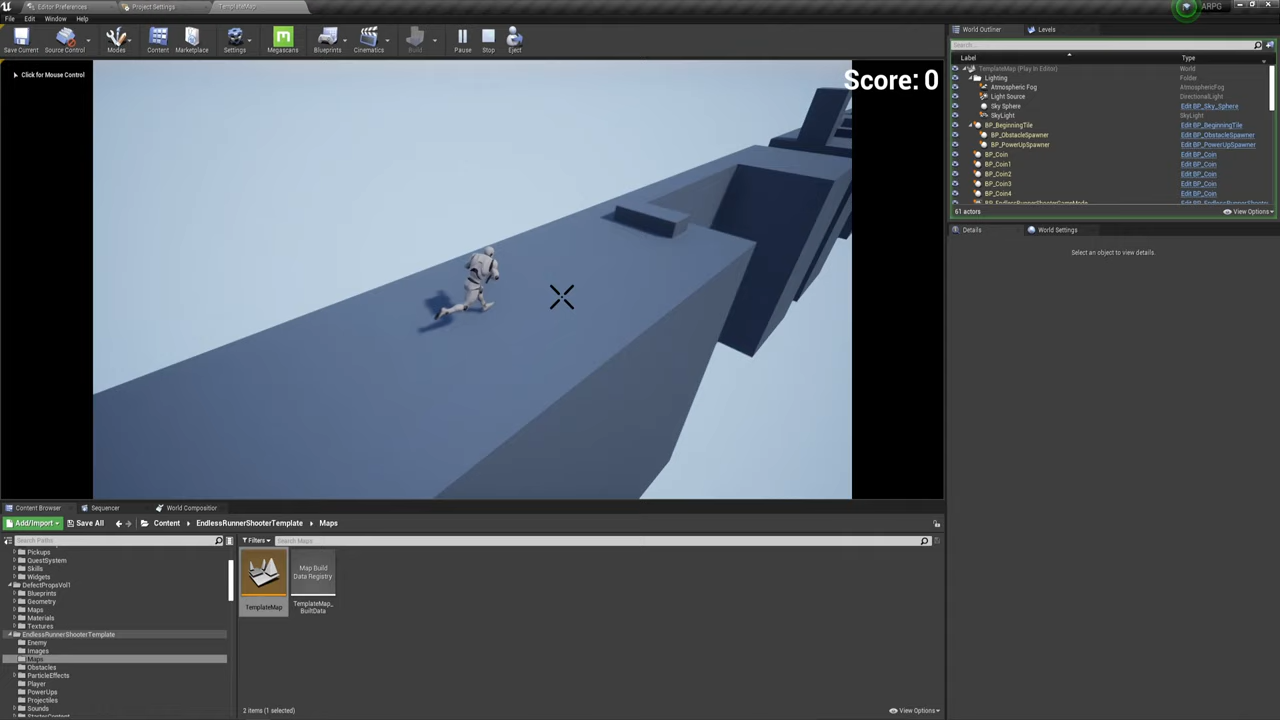 Editor Preferences
Project Settings
TemplateMap
ARPG
File Edit Window Help
Save Current
Source Control
Modes
Content
Marketplace
Settings
Megascans
Blueprints
Cinematics
Build
Pause
Stop
Eject
World Outliner
Levels
Search...
Label
Type
TemplateMap (Play In Editor)
World
Lighting
Folder
Atmospheric Fog
AtmosphericFog
Light Source
DirectionalLight
Sky Sphere
Edit BP_Sky_Sphere
SkyLight
SkyLight
BP_BeginningTile
Edit BP_BeginningTile
BP_ObstacleSpawner
Edit BP_ObstacleSpawner
BP_PowerUpSpawner
Edit BP_PowerUpSpawner
BP_Coin
Edit BP_Coin
BP_Coin1
Edit BP_Coin
BP_Coin2
Edit BP_Coin
BP_Coin3
Edit BP_Coin
BP_Coin4
Edit BP_Coin
61 actors
View Options
Details
World Settings
Select an object to view details.
Click for Mouse Control
Score: 0
Content Browser
Sequencer
World Compositior
Add/Import
Save All
Content
EndlessRunnerShooterTemplate
Maps
Search Paths
Filters
Search Maps
Pickups
QuestSystem
Skills
Widgets
DefectPropsVol1
Blueprints
Geometry
Maps
Materials
Textures
EndlessRunnerShooterTemplate
Enemy
Images
Maps
Obstacles
ParticleEffects
Player
PowerUps
Projectiles
Sounds
TemplateMap
Map Build
Data Registry
TemplateMap_
BuiltData
2 items (1 selected)
View Options